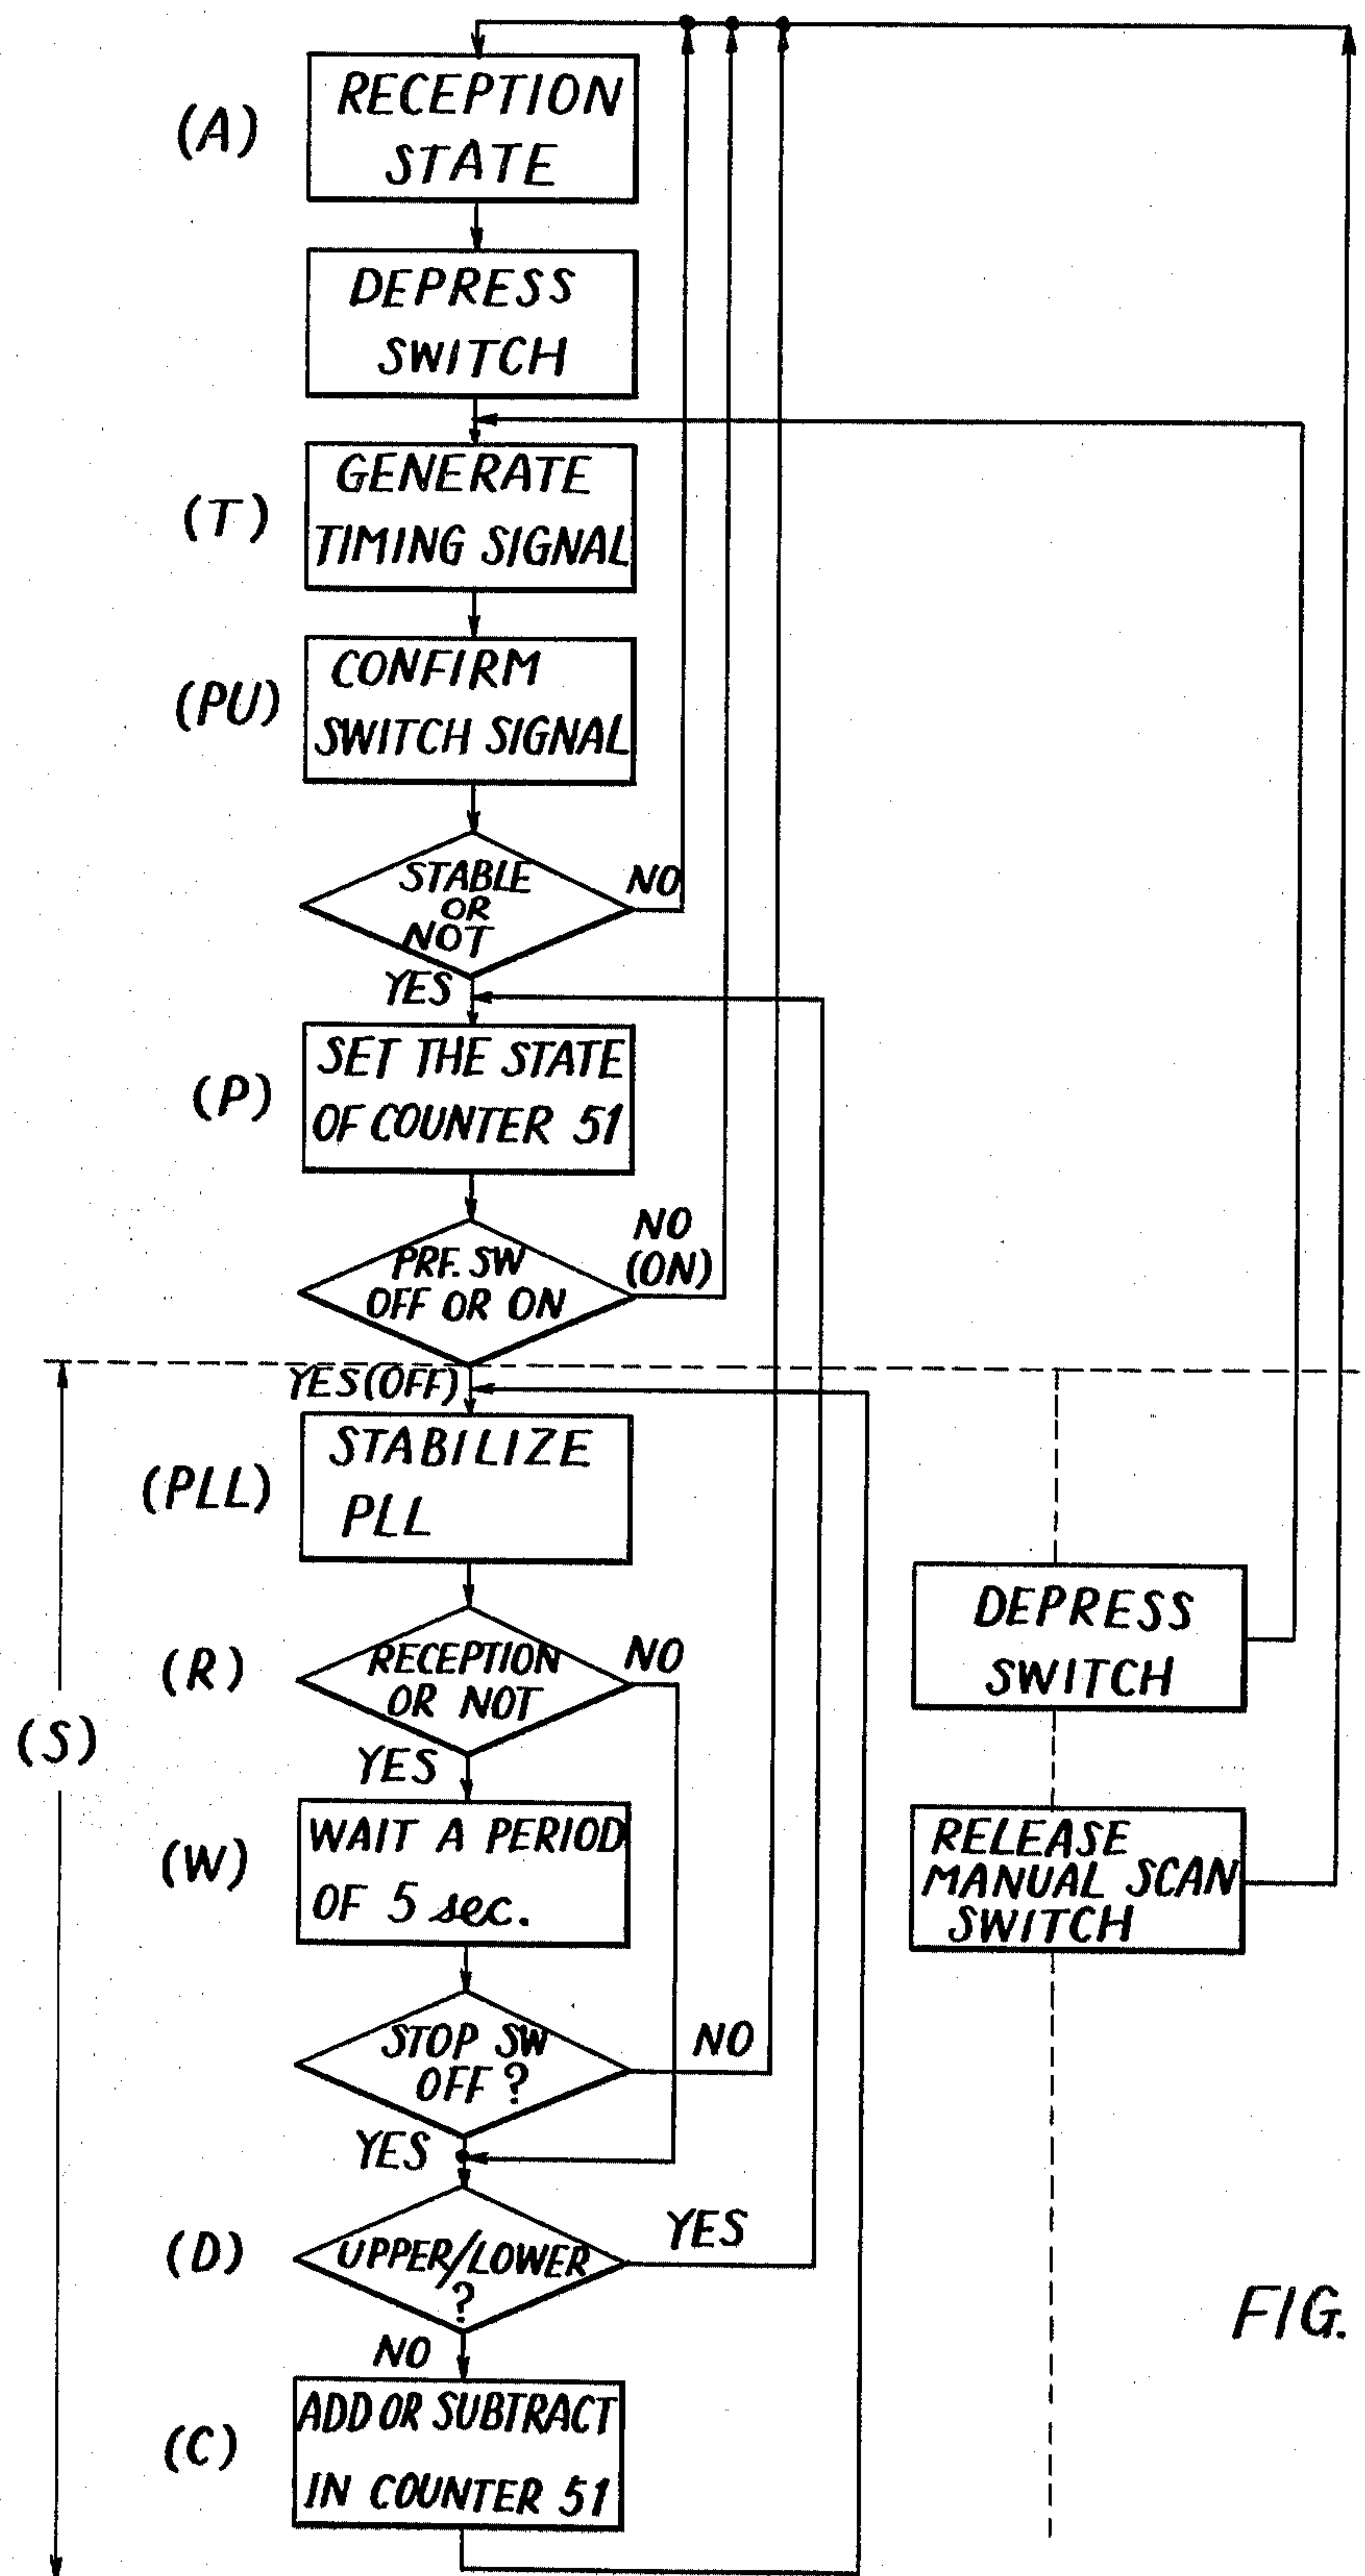 (A)
RECEPTION
STATE
DEPRESS
SWITCH
(T)
GENERATE
TIMING SIGNAL
(PU)
CONFIRM
SWITCH SIGNAL
STABLE
OR
NOT
NO
YES
(P)
SET THE STATE
OF COUNTER 51
PRF. SW
OFF OR ON
NO
(ON)
YES(OFF)
(PLL)
STABILIZE
PLL
(R)
RECEPTION
OR NOT
NO
YES
(S)
(W)
WAIT A PERIOD
OF 5 sec.
STOP SW
OFF ?
NO
YES
(D)
UPPER/LOWER
?
YES
NO
(C)
ADD OR SUBTRACT
IN COUNTER 51
DEPRESS
SWITCH
RELEASE
MANUAL SCAN
SWITCH
FIG.